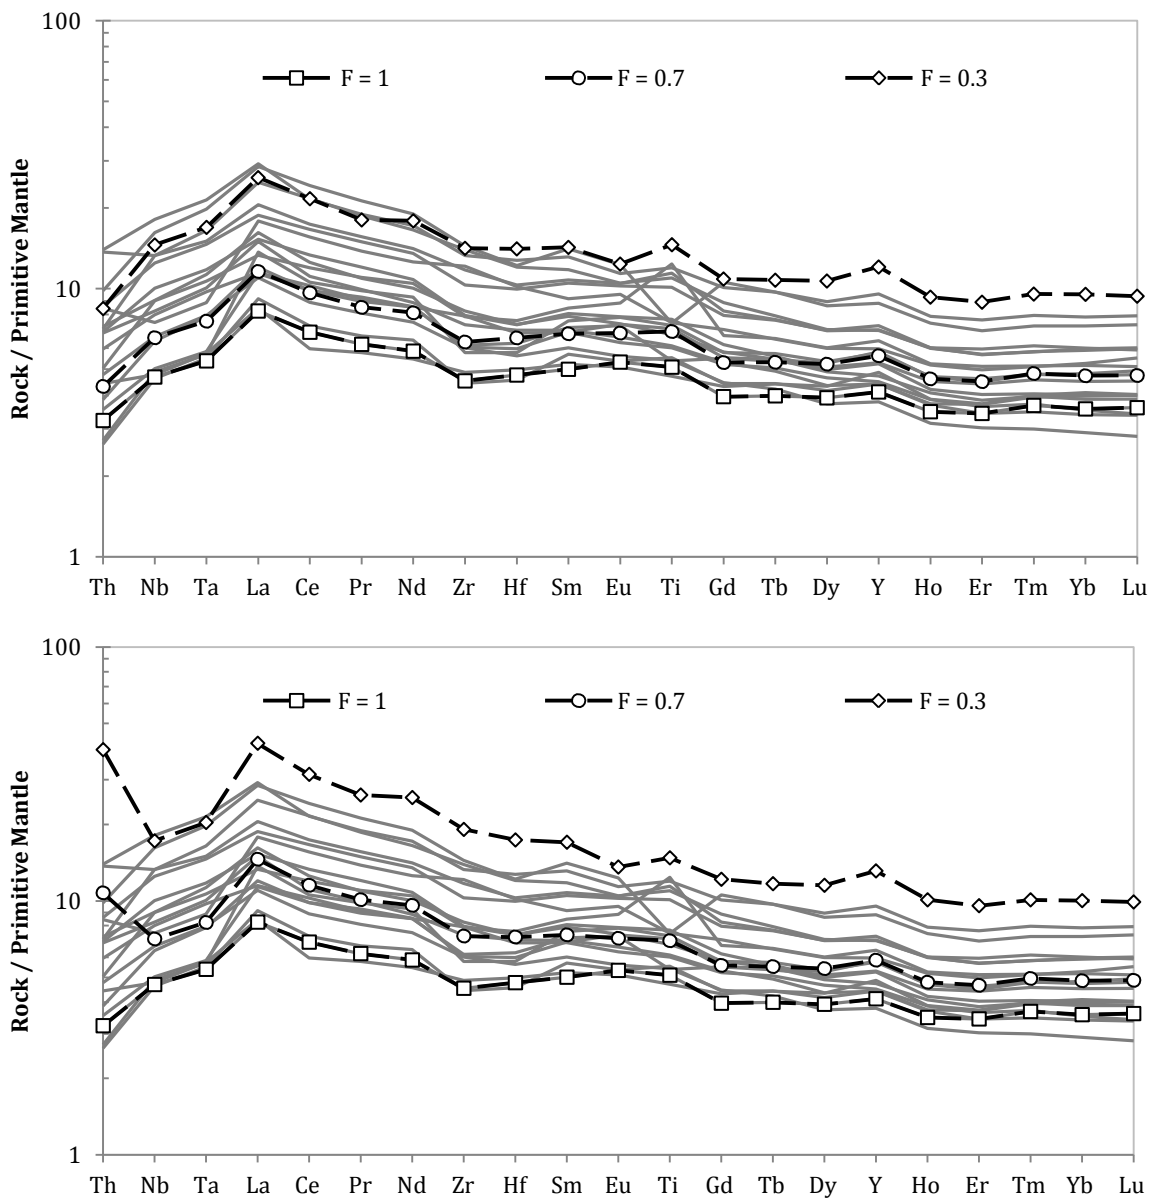 100
F = 1 F = 0.7 F = 0.3
Rock / Primitive Mantle
10
1
Th Nb Ta La Ce Pr Nd Zr Hf Sm Eu Ti Gd Tb Dy Y Ho Er Tm Yb Lu
100
F = 1 F = 0.7 F = 0.3
Rock / Primitive Mantle
10
1
Th Nb Ta La Ce Pr Nd Zr Hf Sm Eu Ti Gd Tb Dy Y Ho Er Tm Yb Lu